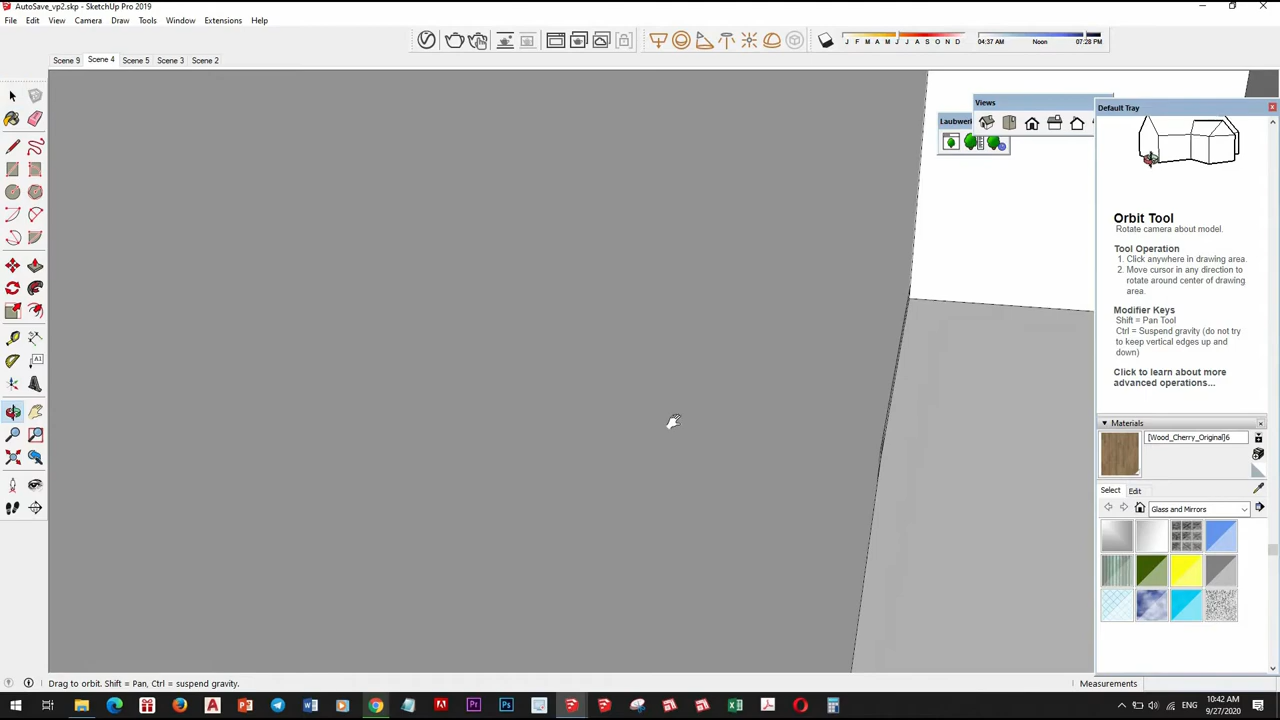 AutoSave_vp2.skp - SketchUp Pro 2019
File Edit View Camera Draw Tools Window Extensions Help
J F M A M J J A S O N D
04:37 AM Noon 07:28 PM
Scene 9 Scene 4 Scene 5 Scene 3 Scene 2
Views
Default Tray
Laubwerk
Orbit Tool
Rotate camera about model.
Tool Operation
1. Click anywhere in drawing area.
2. Move cursor in any direction to
rotate around center of drawing
area.
Modifier Keys
Shift = Pan Tool
Ctrl = Suspend gravity (do not try
to keep vertical edges up and
down)
Click to learn about more
advanced operations...
Materials
[Wood_Cherry_Original]6
Select Edit
Glass and Mirrors
Drag to orbit. Shift = Pan, Ctrl = suspend gravity.
Measurements
ENG
10:42 AM
9/27/2020